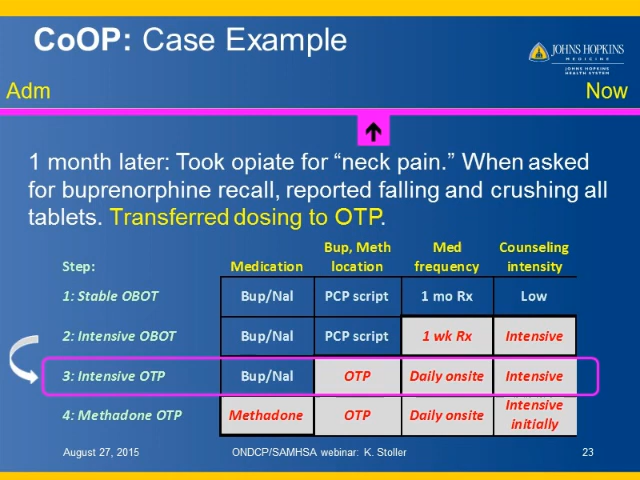 CoOP: Case Example
JOHNS HOPKINS
MEDICINE
JOHNS HOPKINS
HEALTH SYSTEM
Adm Now
1 month later: Took opiate for “neck pain.” When asked
for buprenorphine recall, reported falling and crushing all
tablets. Transferred dosing to OTP.
Step: Medication Bup, Meth location Med frequency Counseling intensity
1: Stable OBOT Bup/Nal PCP script 1 mo Rx Low
2: Intensive OBOT Bup/Nal PCP script 1 wk Rx Intensive
3: Intensive OTP Bup/Nal OTP Daily onsite Intensive
4: Methadone OTP Methadone OTP Daily onsite Intensive initially
August 27, 2015 ONDCP/SAMHSA webinar: K. Stoller 23